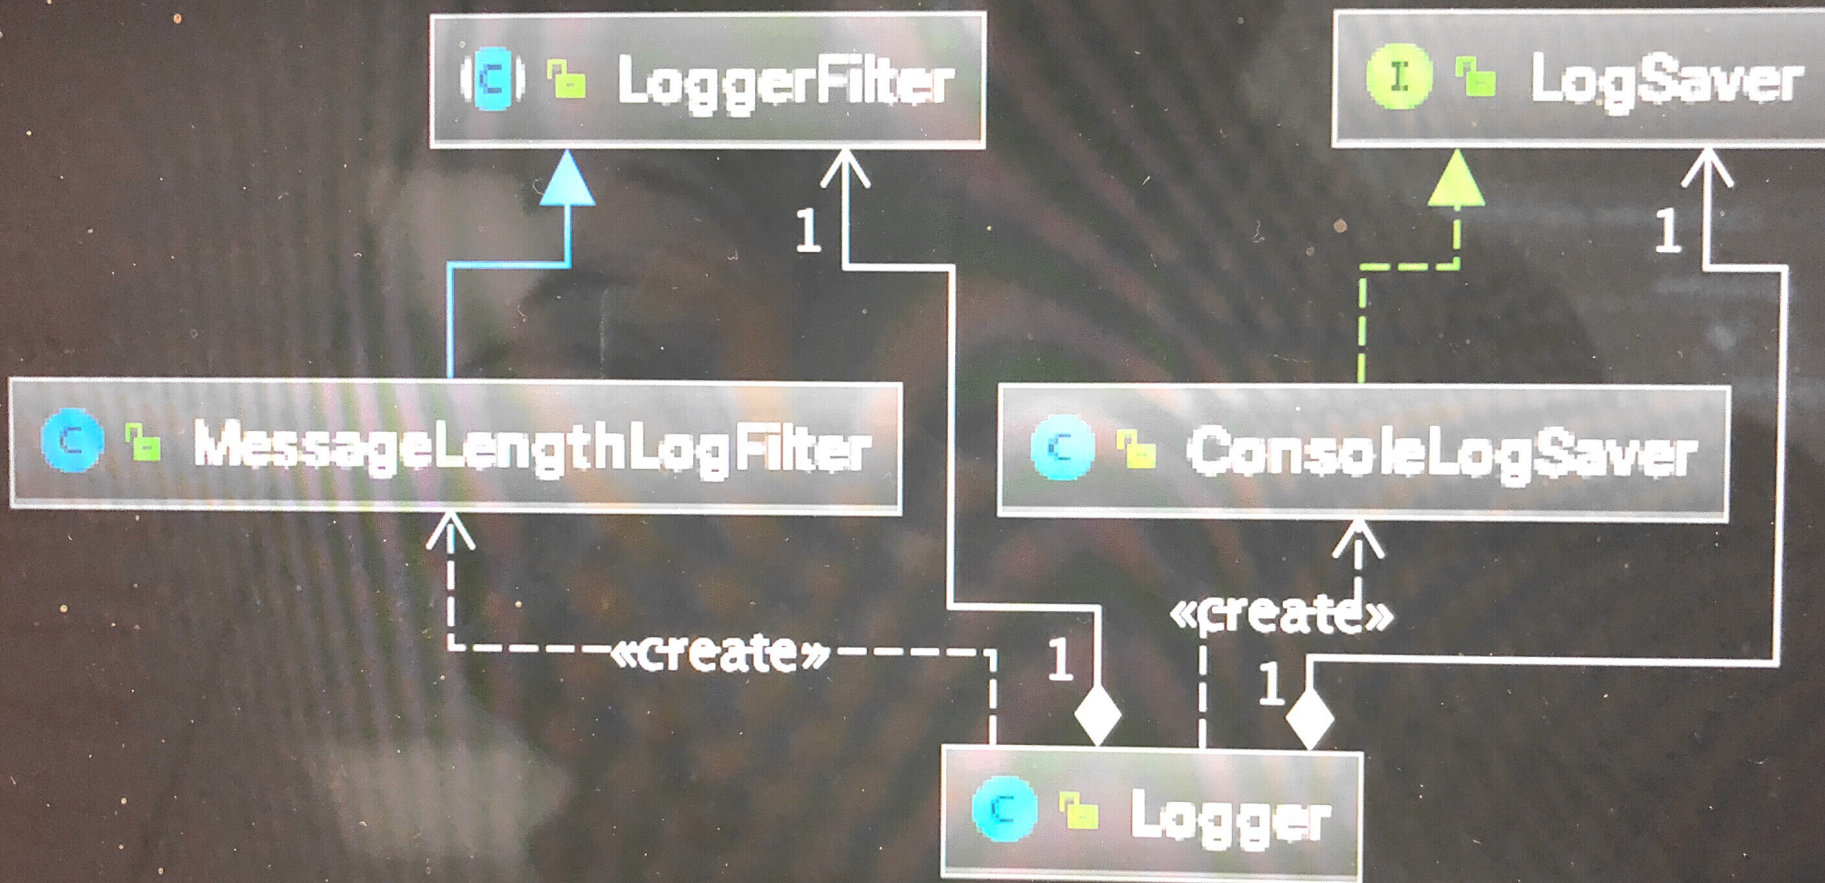 C LoggerFilter
I LogSaver
1
1
C MessageLengthLogFilter
C ConsoleLogSaver
«create»
«create»
1
1
C Logger